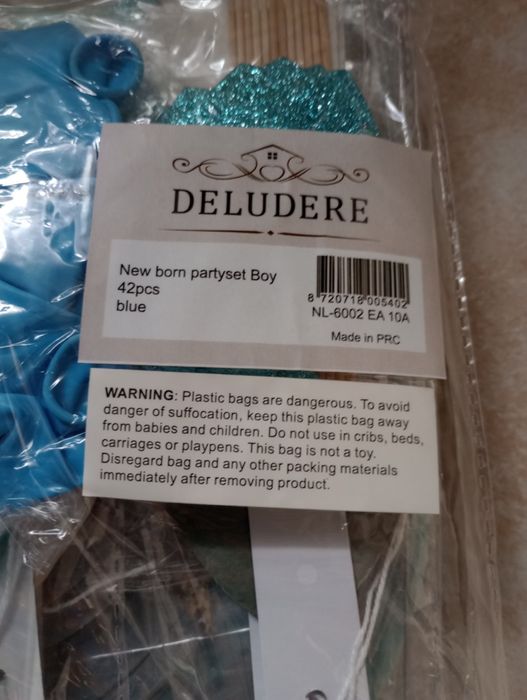 DELUDERE
New born partyset Boy
42pcs
blue
8 720718 005402
NL-6002 EA 10A
Made in PRC
WARNING: Plastic bags are dangerous. To avoid
danger of suffocation, keep this plastic bag away
from babies and children. Do not use in cribs, beds,
carriages or playpens. This bag is not a toy.
Disregard bag and any other packing materials
immediately after removing product.